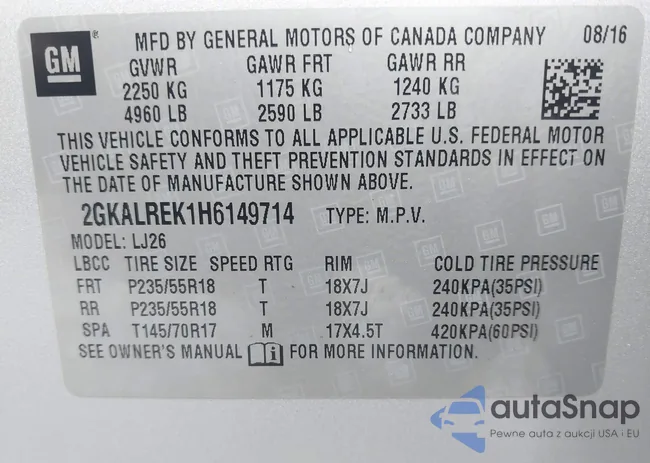 GM MFD BY GENERAL MOTORS OF CANADA COMPANY 08/16
GVWR GAWR FRT GAWR RR
2250 KG 1175 KG 1240 KG
4960 LB 2590 LB 2733 LB
THIS VEHICLE CONFORMS TO ALL APPLICABLE U.S. FEDERAL MOTOR
VEHICLE SAFETY AND THEFT PREVENTION STANDARDS IN EFFECT ON
THE DATE OF MANUFACTURE SHOWN ABOVE.
2GKALREK1H6149714 TYPE: M.P.V.
MODEL: LJ26
LBCC TIRE SIZE SPEED RTG RIM COLD TIRE PRESSURE
FRT P235/55R18 T 18X7J 240KPA(35PSI)
RR P235/55R18 T 18X7J 240KPA(35PSI)
SPA T145/70R17 M 17X4.5T 420KPA(60PSI)
SEE OWNER'S MANUAL i FOR MORE INFORMATION.
autaSnap
Pewne auta z aukcji USA i EU